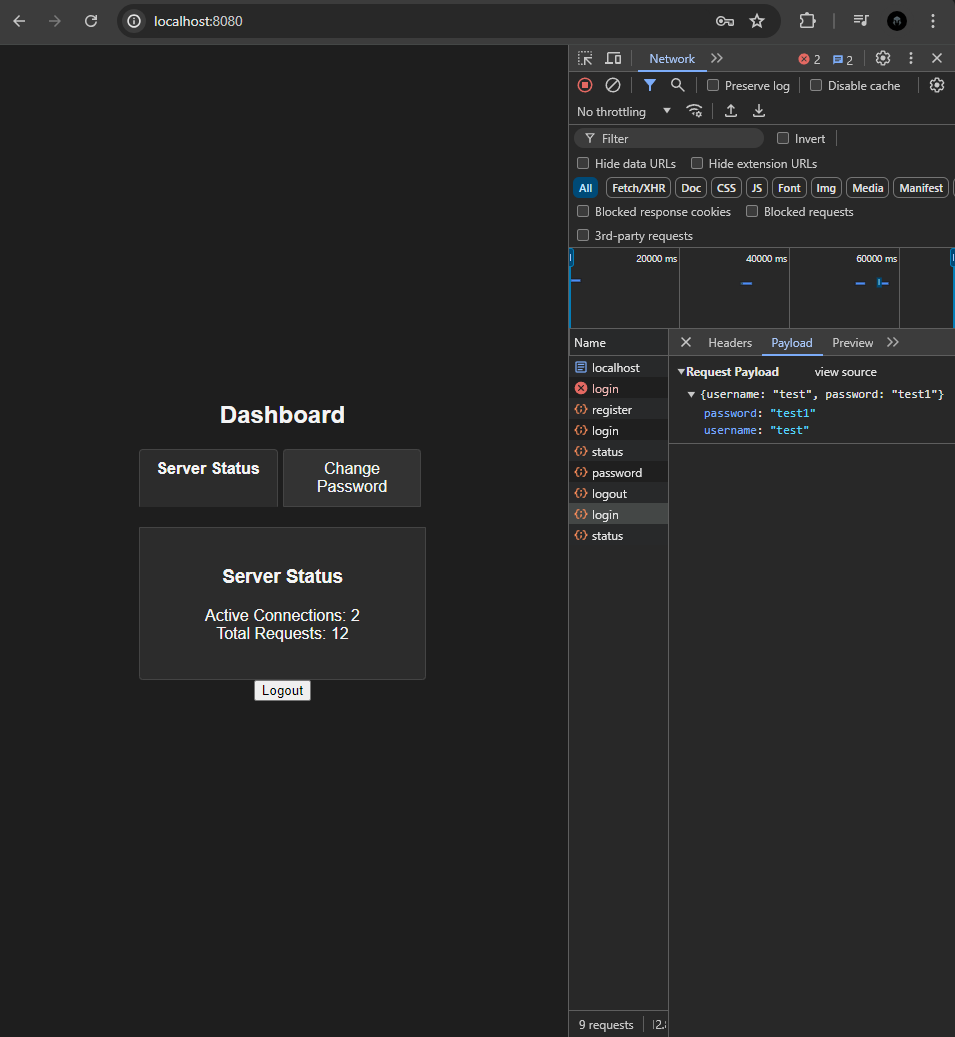 localhost:8080
Network
2
2
Preserve log
Disable cache
No throttling
Filter
Invert
Hide data URLs
Hide extension URLs
All
Fetch/XHR
Doc
CSS
JS
Font
Img
Media
Manifest
Blocked response cookies
Blocked requests
3rd-party requests
20000 ms
40000 ms
60000 ms
Name
localhost
login
register
login
status
password
logout
login
status
9 requests
Headers
Payload
Preview
Request Payload
view source
{username: "test", password: "test1"}
password: "test1"
username: "test"
Dashboard
Server Status
Change
Password
Server Status
Active Connections: 2
Total Requests: 12
Logout